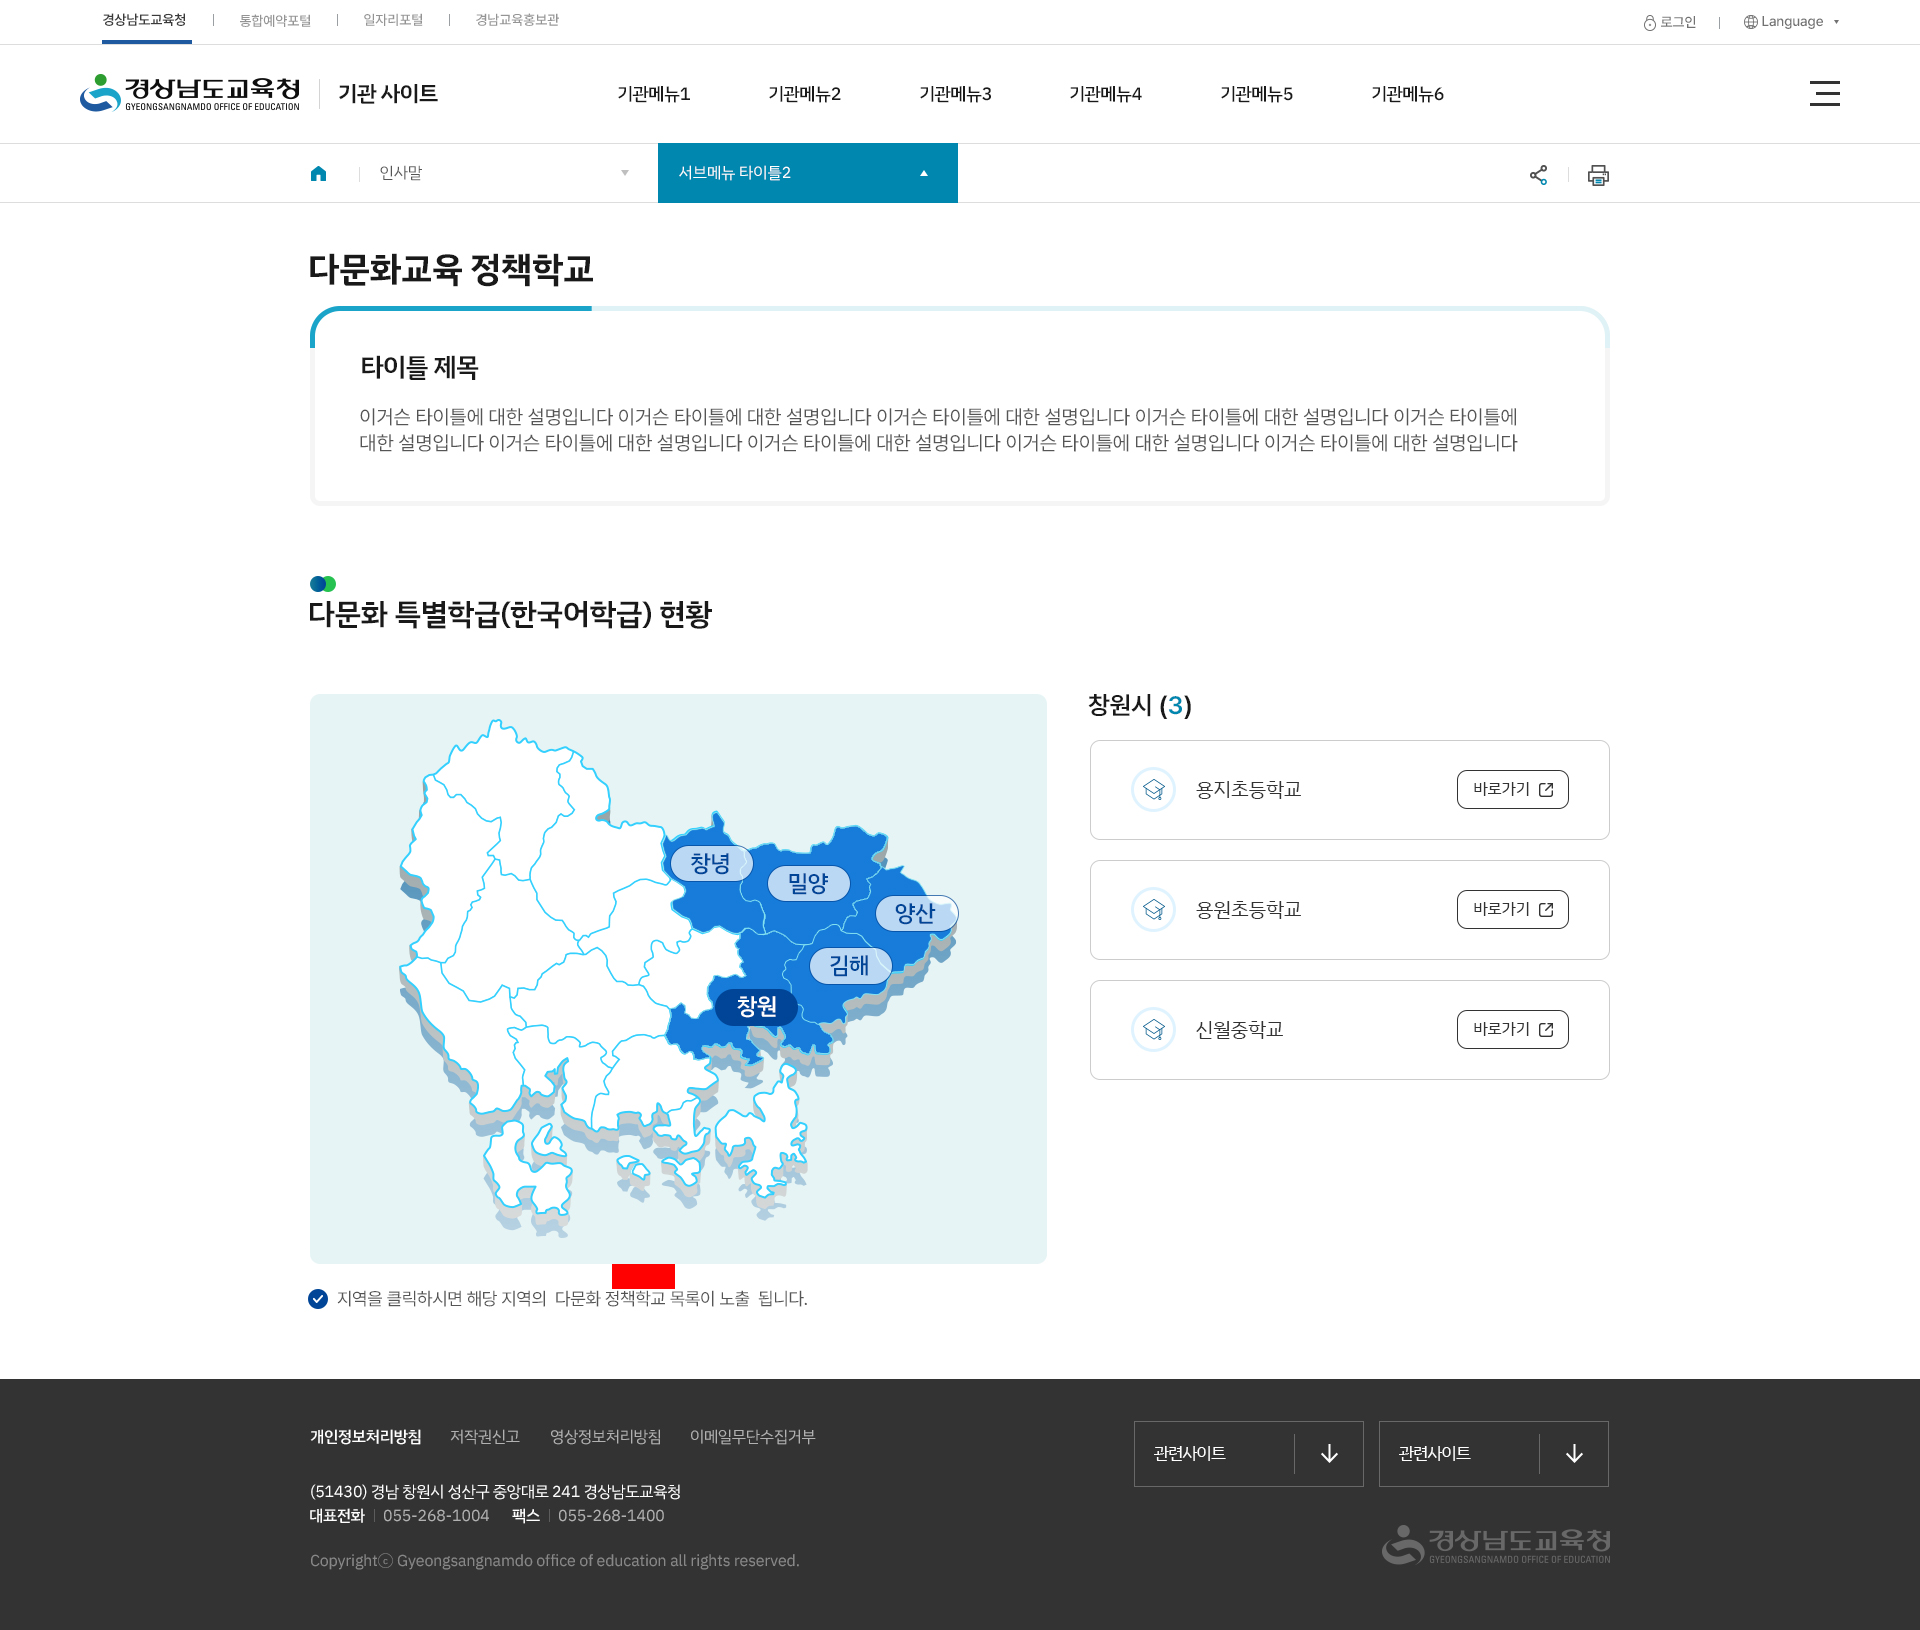 경상남도교육청 통합예약포털 일자리포털 경남교육홍보관 로그인 Language
경상남도교육청
GYEONGSANGNAMDO OFFICE OF EDUCATION
기관 사이트
기관메뉴1 기관메뉴2 기관메뉴3 기관메뉴4 기관메뉴5 기관메뉴6
인사말 서브메뉴 타이틀2
다문화교육 정책학교
타이틀 제목
이거슨 타이틀에 대한 설명입니다 이거슨 타이틀에 대한 설명입니다 이거슨 타이틀에 대한 설명입니다 이거슨 타이틀에 대한 설명입니다 이거슨 타이틀에
대한 설명입니다 이거슨 타이틀에 대한 설명입니다 이거슨 타이틀에 대한 설명입니다 이거슨 타이틀에 대한 설명입니다 이거슨 타이틀에 대한 설명입니다
다문화 특별학급(한국어학급) 현황
창녕
밀양
양산
김해
창원
지역을 클릭하시면 해당 지역의 다문화 정책학교 목록이 노출 됩니다.
창원시 (3)
용지초등학교 바로가기
용원초등학교 바로가기
신월중학교 바로가기
개인정보처리방침 저작권신고 영상정보처리방침 이메일무단수집거부
(51430) 경남 창원시 성산구 중앙대로 241 경상남도교육청
대표전화 055-268-1004 팩스 055-268-1400
Copyrightⓒ Gyeongsangnamdo office of education all rights reserved.
관련사이트 관련사이트
경상남도교육청
GYEONGSANGNAMDO OFFICE OF EDUCATION